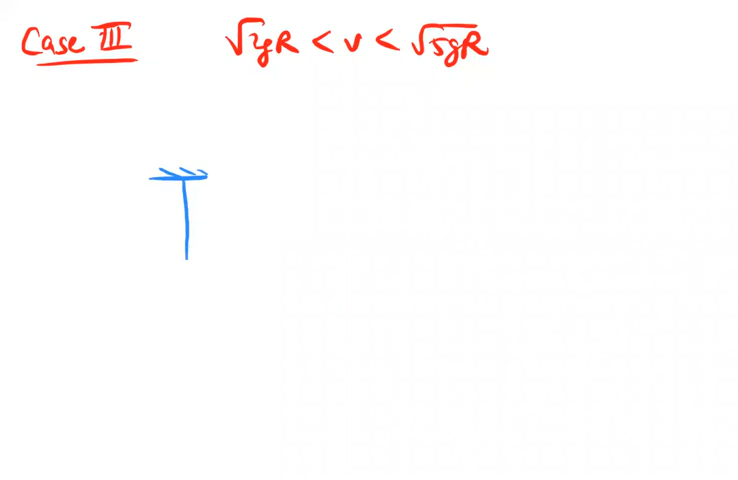 Case III √2gR < v < √5gR